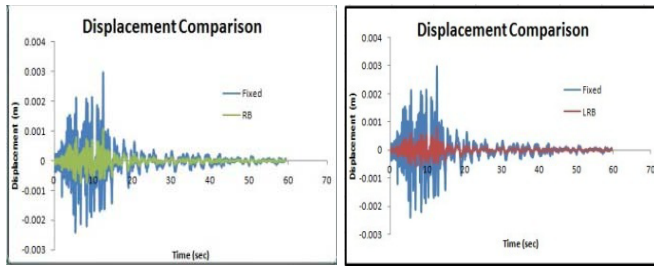 Displacement Comparison
0.004
0.003
0.002
0.001
0
-0.001
-0.002
-0.003
Displacement (m)
0 10 20 30 40 50 60 70
Time (sec)
Fixed
RB
Displacement Comparison
0.004
0.003
0.002
0.001
0
-0.001
-0.002
-0.003
Displacement (m)
0 10 20 30 40 50 60 70
Time (sec)
Fixed
LRB